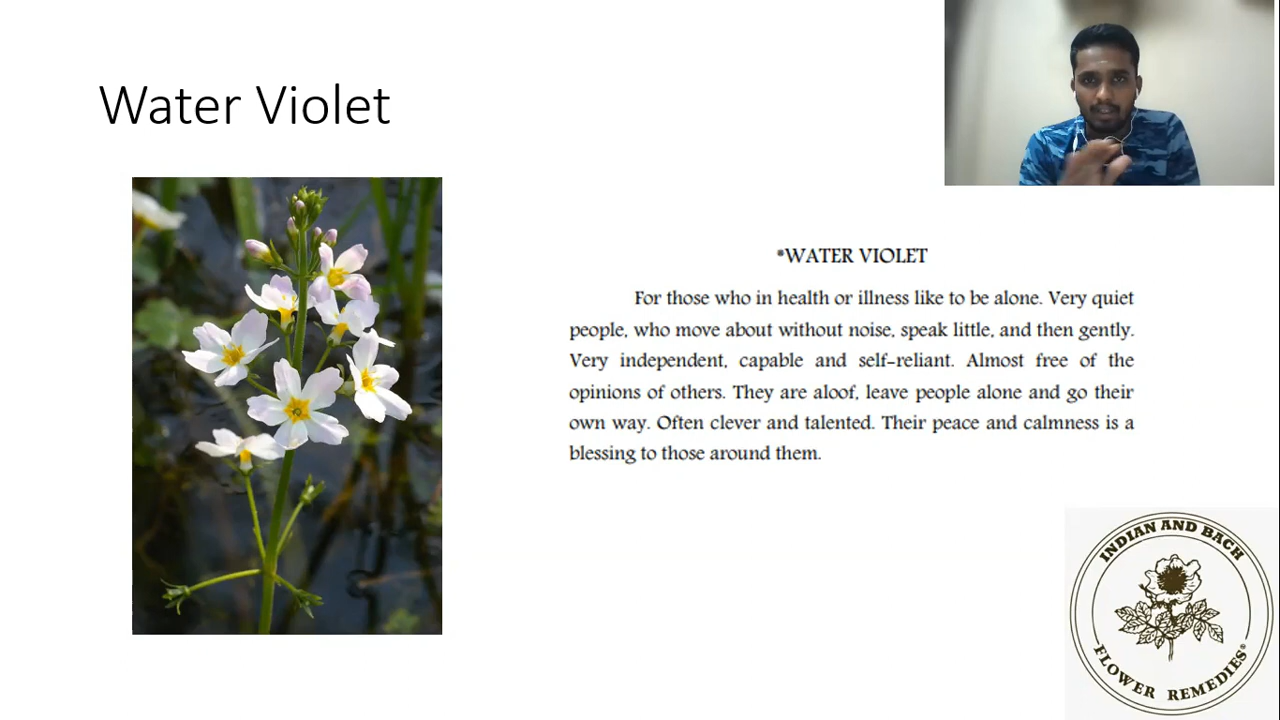 Water Violet
*WATER VIOLET
For those who in health or illness like to be alone. Very quiet
people, who move about without noise, speak little, and then gently.
Very independent, capable and self-reliant. Almost free of the
opinions of others. They are aloof, leave people alone and go their
own way. Often clever and talented. Their peace and calmness is a
blessing to those around them.
INDIAN AND BACH
FLOWER REMEDIES®